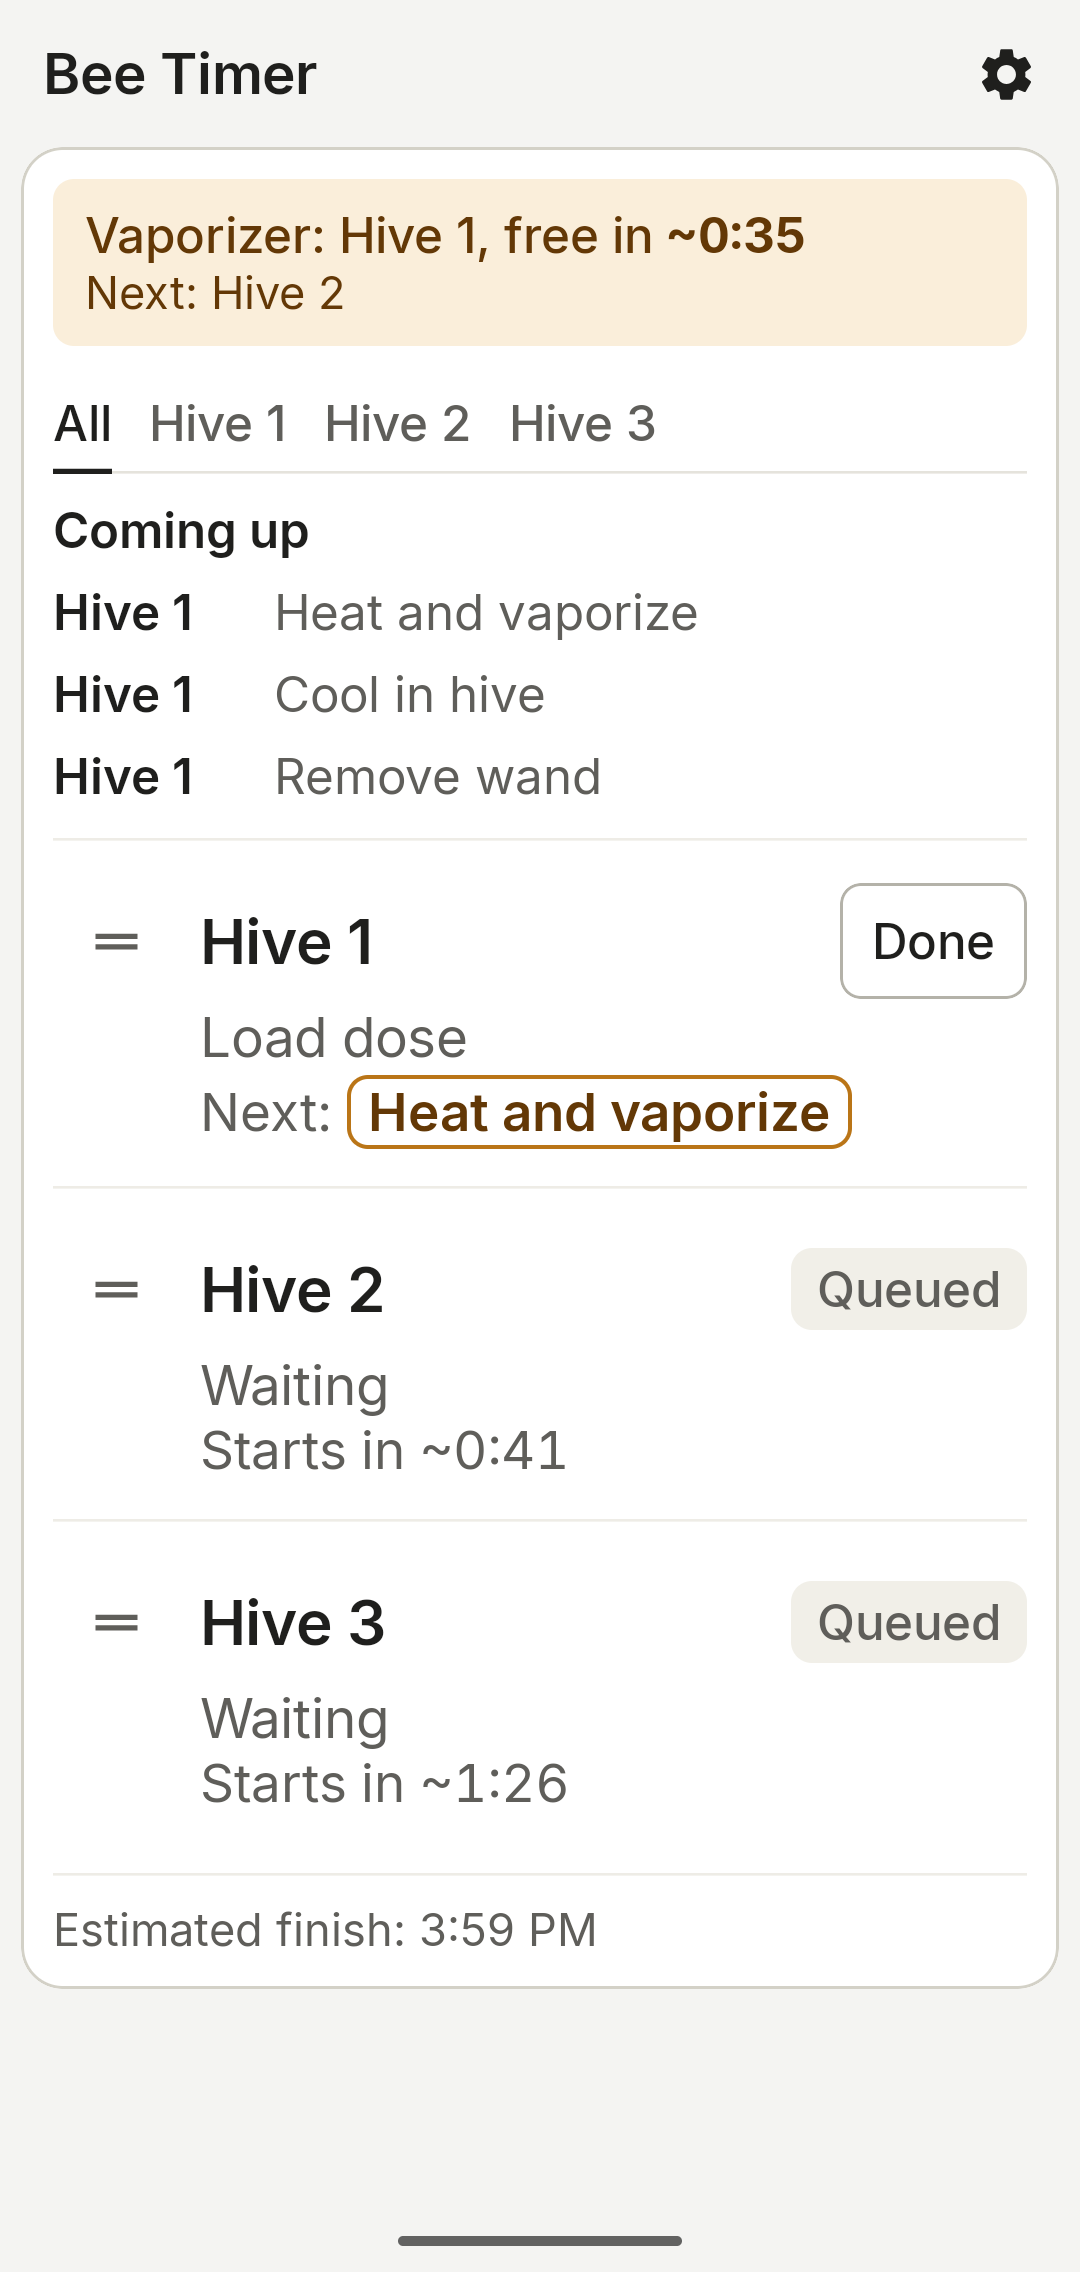 Bee Timer
Vaporizer: Hive 1, free in ~0:35
Next: Hive 2
All Hive 1 Hive 2 Hive 3
Coming up
Hive 1 Heat and vaporize
Hive 1 Cool in hive
Hive 1 Remove wand
Hive 1 Done
Load dose
Next: Heat and vaporize
Hive 2 Queued
Waiting
Starts in ~0:41
Hive 3 Queued
Waiting
Starts in ~1:26
Estimated finish: 3:59 PM